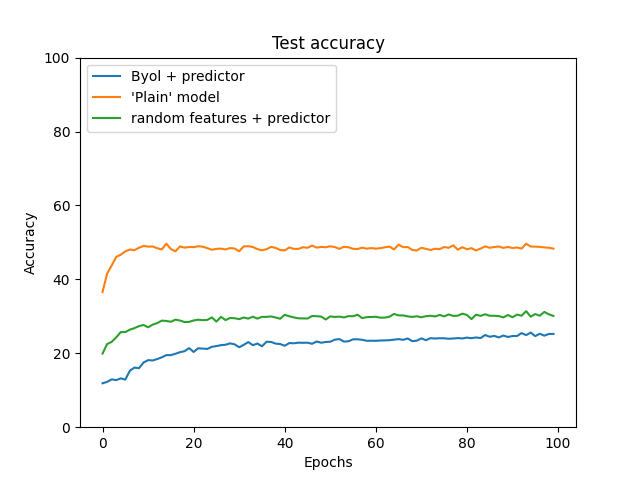 Test accuracy
Byol + predictor
'Plain' model
random features + predictor
Accuracy
100
80
60
40
20
0
0 20 40 60 80 100
Epochs